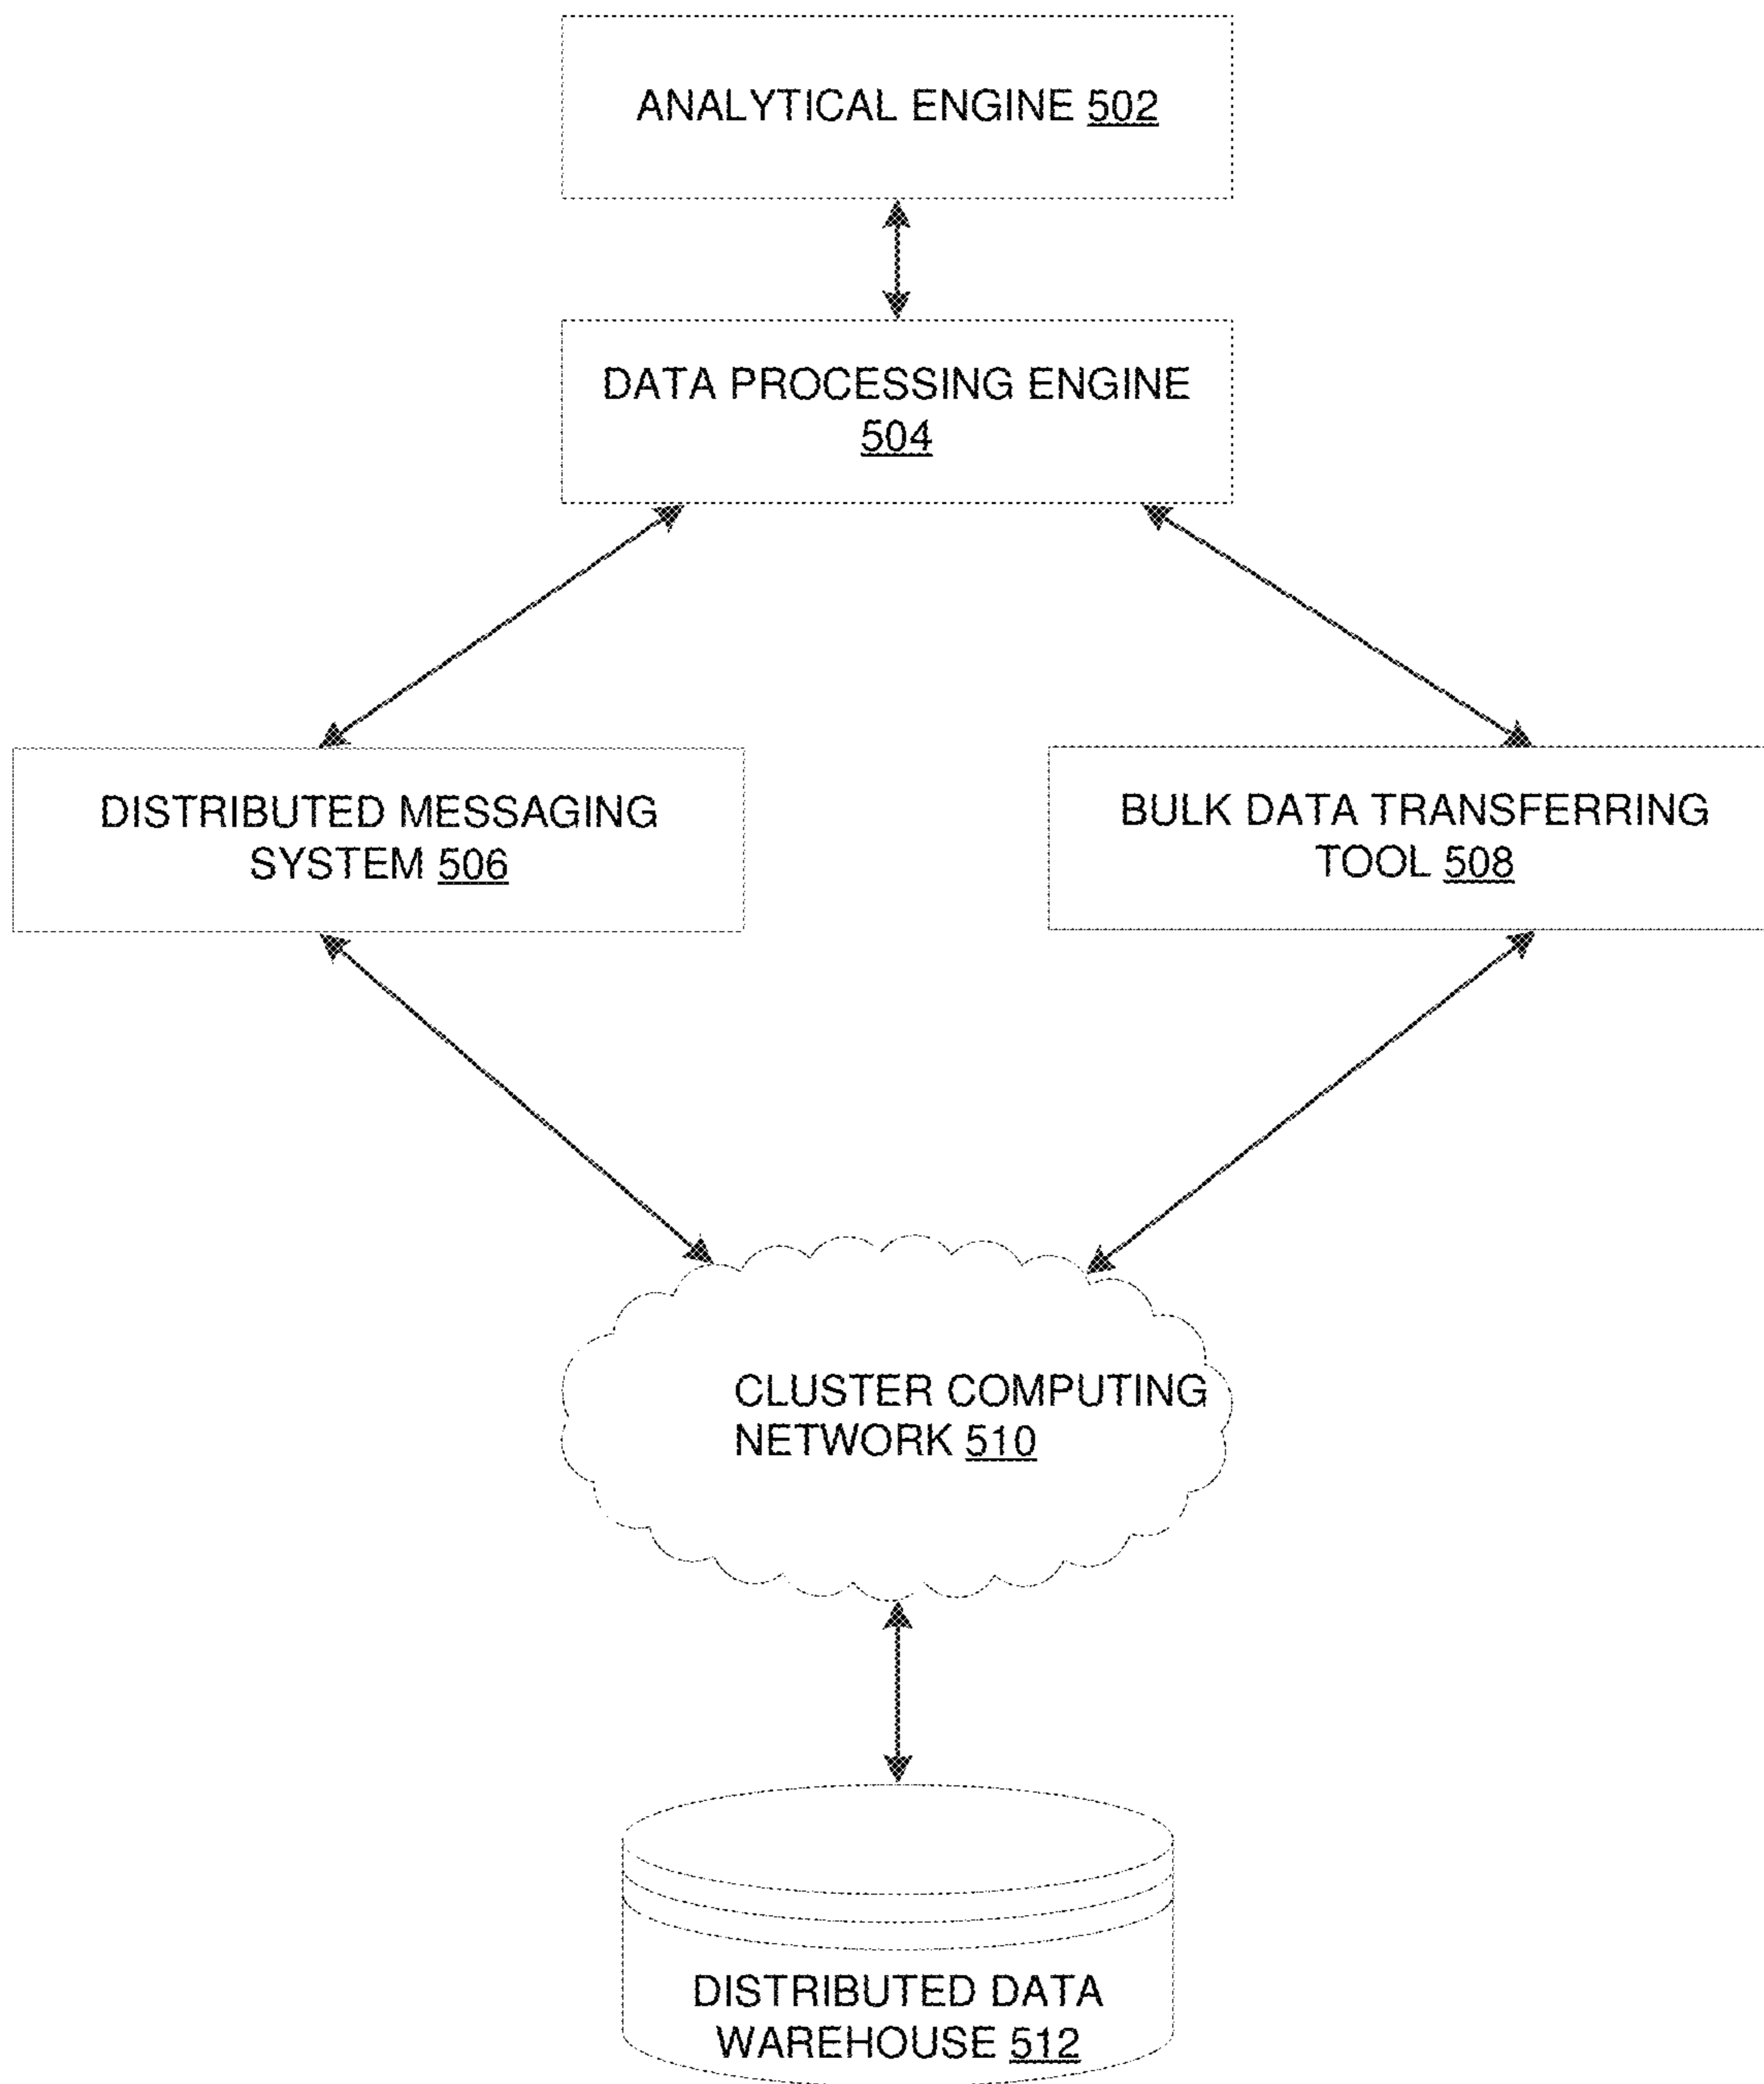 ANALYTICAL ENGINE 502
DATA PROCESSING ENGINE
504
DISTRIBUTED MESSAGING
SYSTEM 506
BULK DATA TRANSFERRING
TOOL 508
CLUSTER COMPUTING
NETWORK 510
DISTRIBUTED DATA
WAREHOUSE 512